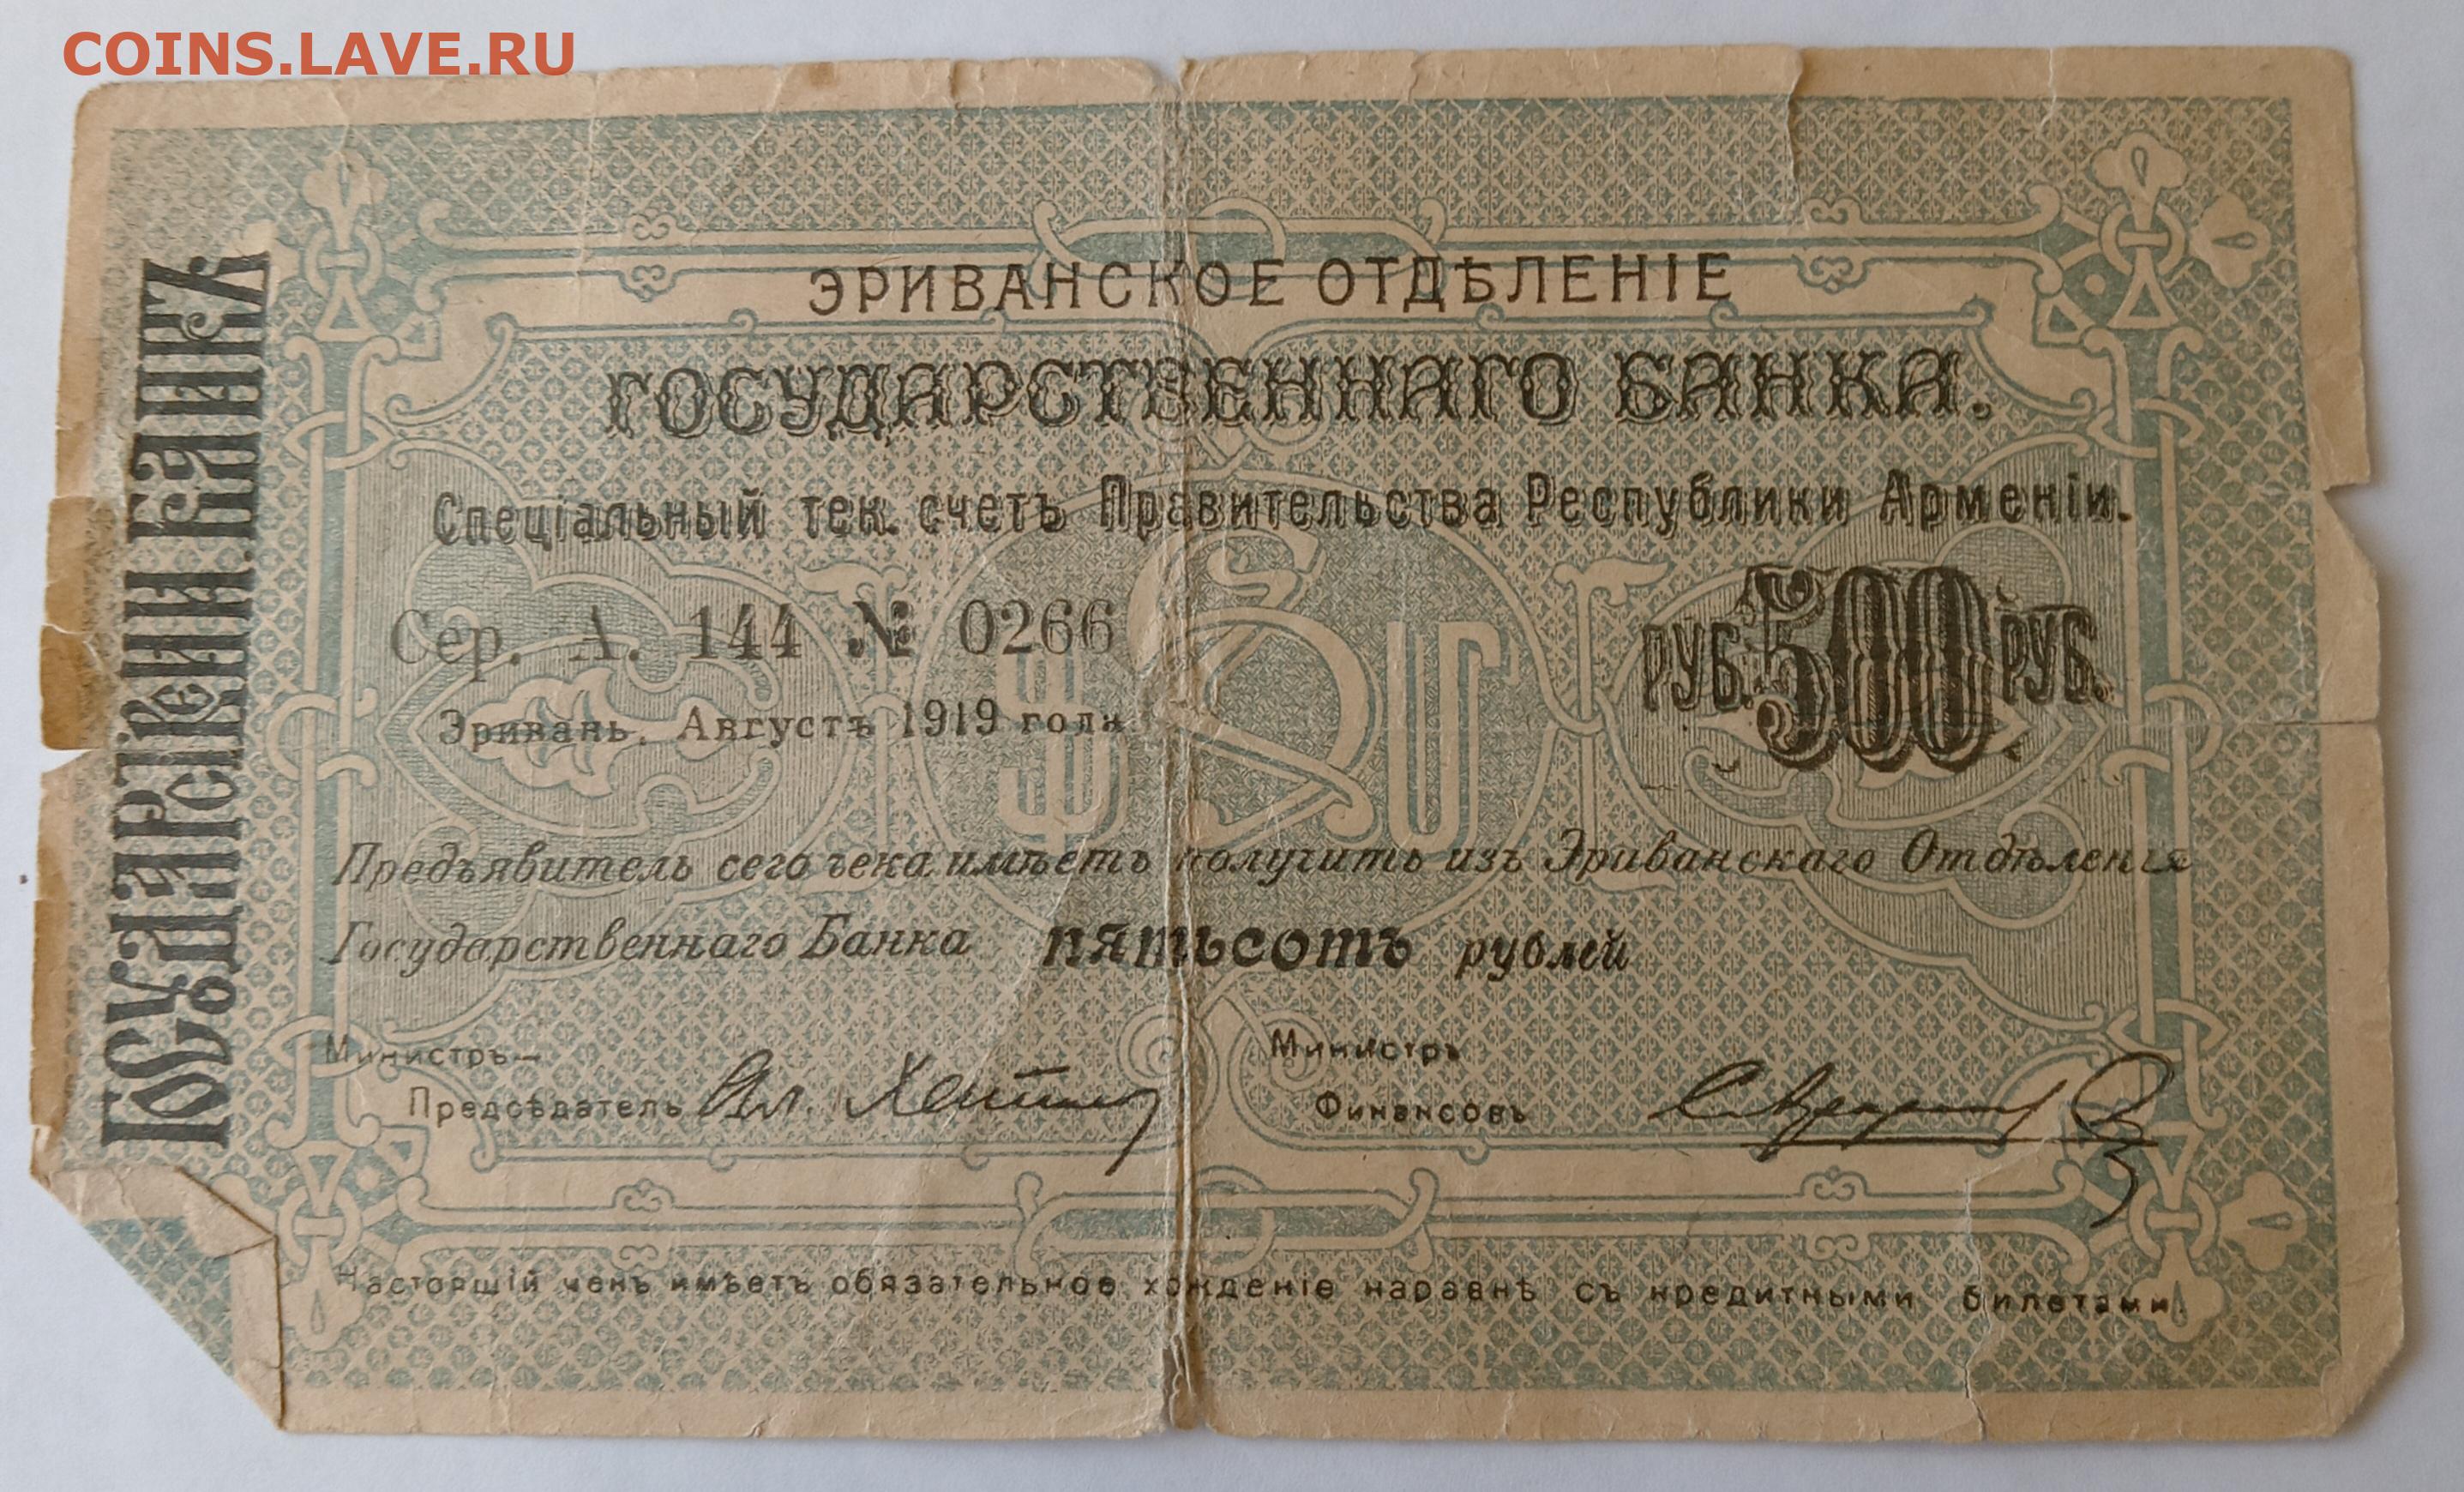 COINS.LAVE.RU
ГОСУДАРСТВЕН. БАНКЪ.
ЭРИВАНСКОЕ ОТДѢЛЕНІЕ
ГОСУДАРСТВЕННАГО БАНКА.
Спеціальный тек. счетъ Правительства Республики Арменіи.
Сер. А. 144 № 0266
РУБ. 500 РУБ.
Эривань. Августъ 1919 года
Предъявитель сего чека имѣетъ получить изъ Эриванскаго Отдѣленія
Государственнаго Банка пятьсотъ рублей
Министръ— Министръ
Предсѣдатель Ал. Финансовъ
Настоящій чекъ имѣетъ обязательное хожденіе наравнѣ съ кредитными билетами.